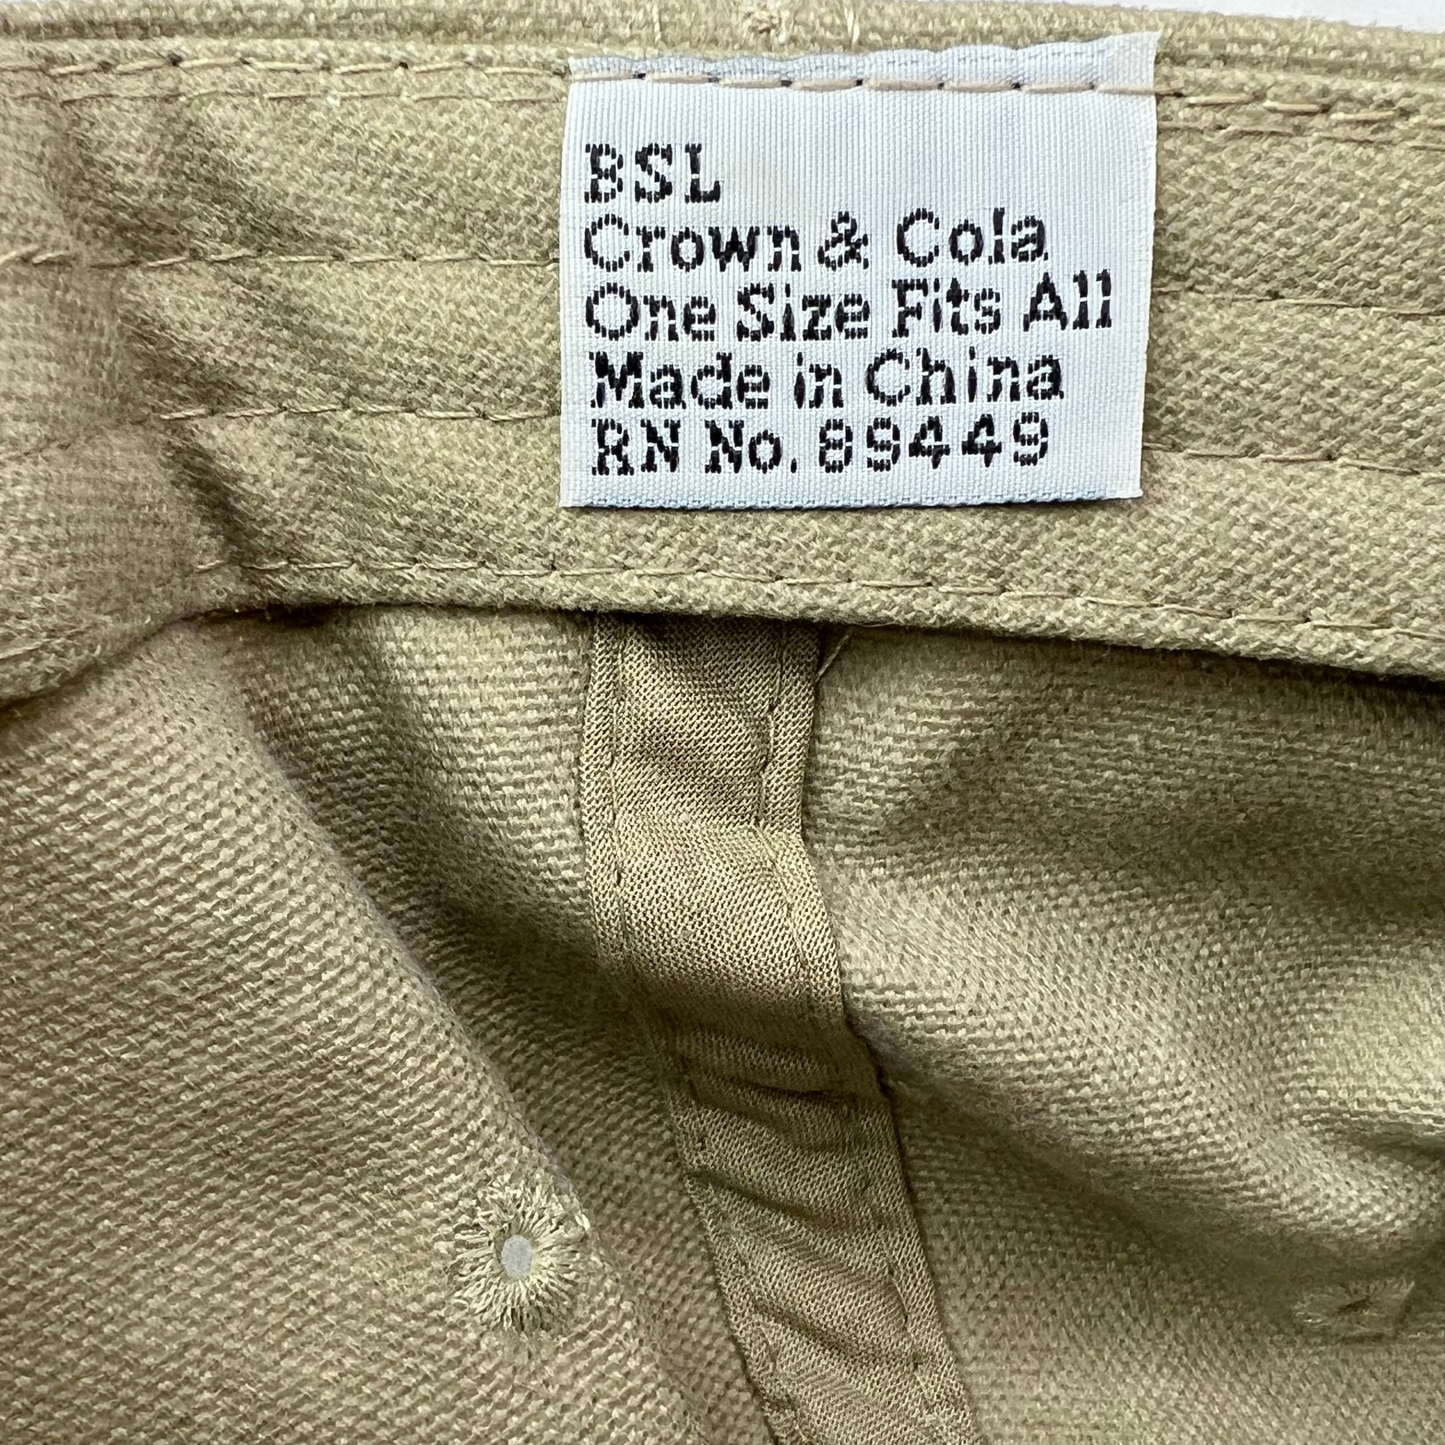 BSL
Crown & Cola
One Size Fits All
Made in China
RN No. 89449